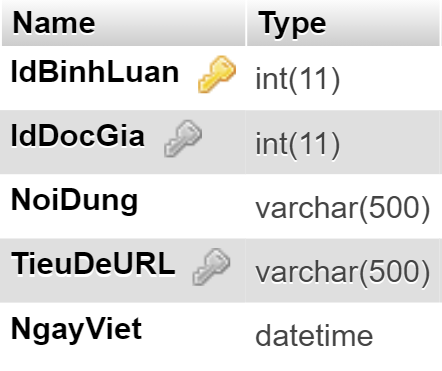 Name Type
IdBinhLuan int(11)
IdDocGia int(11)
NoiDung varchar(500)
TieuDeURL varchar(500)
NgayViet datetime